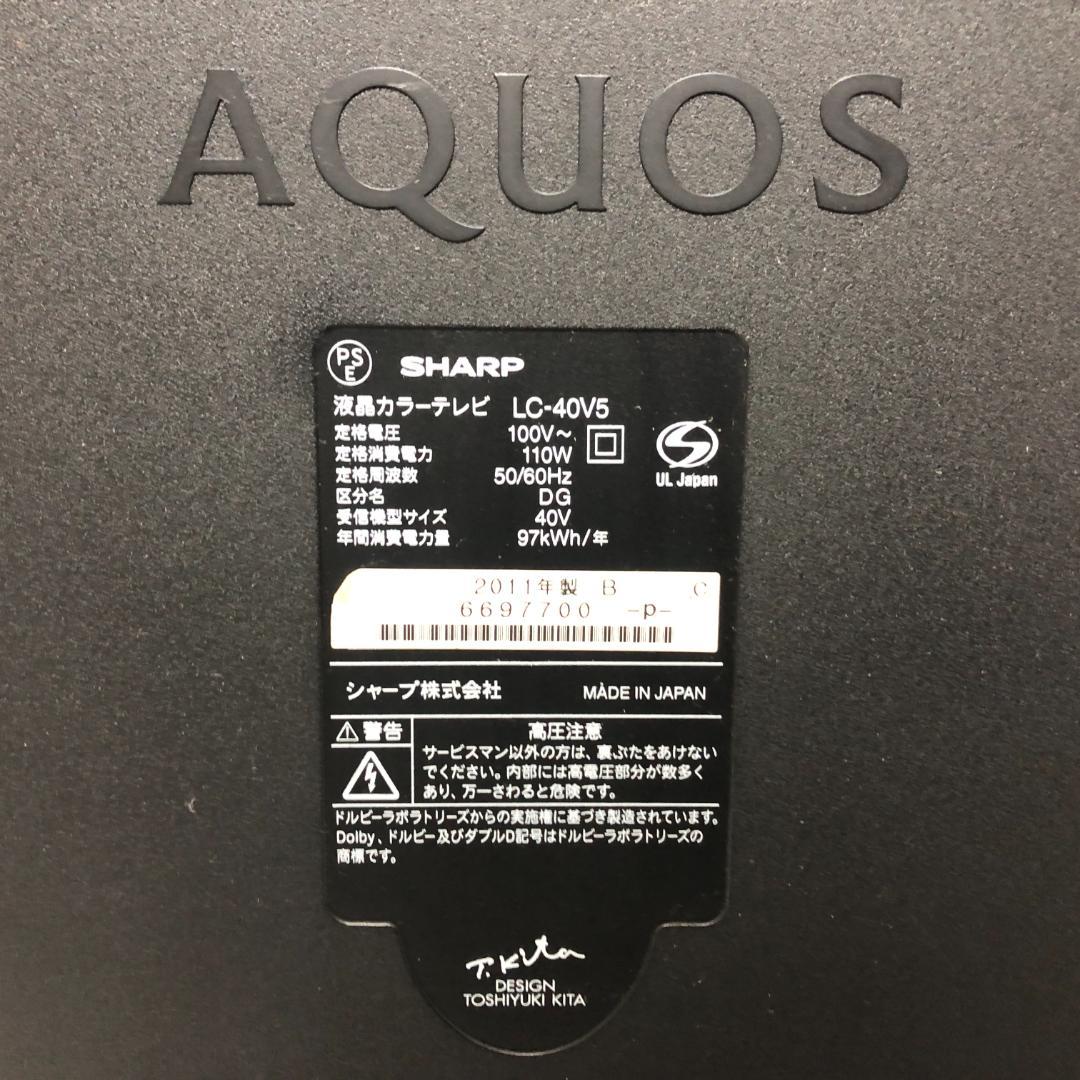 AQUOS
PSE SHARP
液晶カラーテレビ LC-40V5
定格電圧 100V～
定格消費電力 110W
定格周波数 50/60Hz
UL Japan
区分名 DG
受信機型サイズ 40V
年間消費電力量 97kWh/年
2011年製 B C
6697700 -p-
シャープ株式会社 MADE IN JAPAN
⚠警告 高圧注意
サービスマン以外の方は、裏ぶたをあけない
でください。内部には高電圧部分が数多く
あり、万一さわると危険です。
ドルビーラボラトリーズからの実施権に基づき製造されています。
Dolby、ドルビー及びダブルD記号はドルビーラボラトリーズの
商標です。
T.Kita
DESIGN
TOSHIYUKI KITA